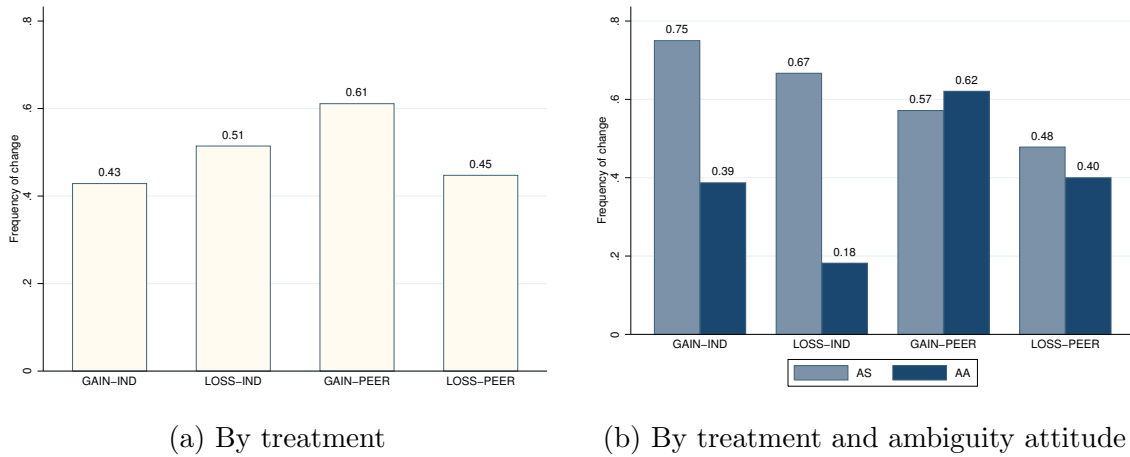 Frequency of change
0 .2 .4 .6 .8
0.43 0.51 0.61 0.45
GAIN−IND LOSS−IND GAIN−PEER LOSS−PEER
(a) By treatment
Frequency of change
0 .2 .4 .6 .8
0.75 0.39 0.67 0.18 0.57 0.62 0.48 0.40
GAIN−IND LOSS−IND GAIN−PEER LOSS−PEER
AS AA
(b) By treatment and ambiguity attitude